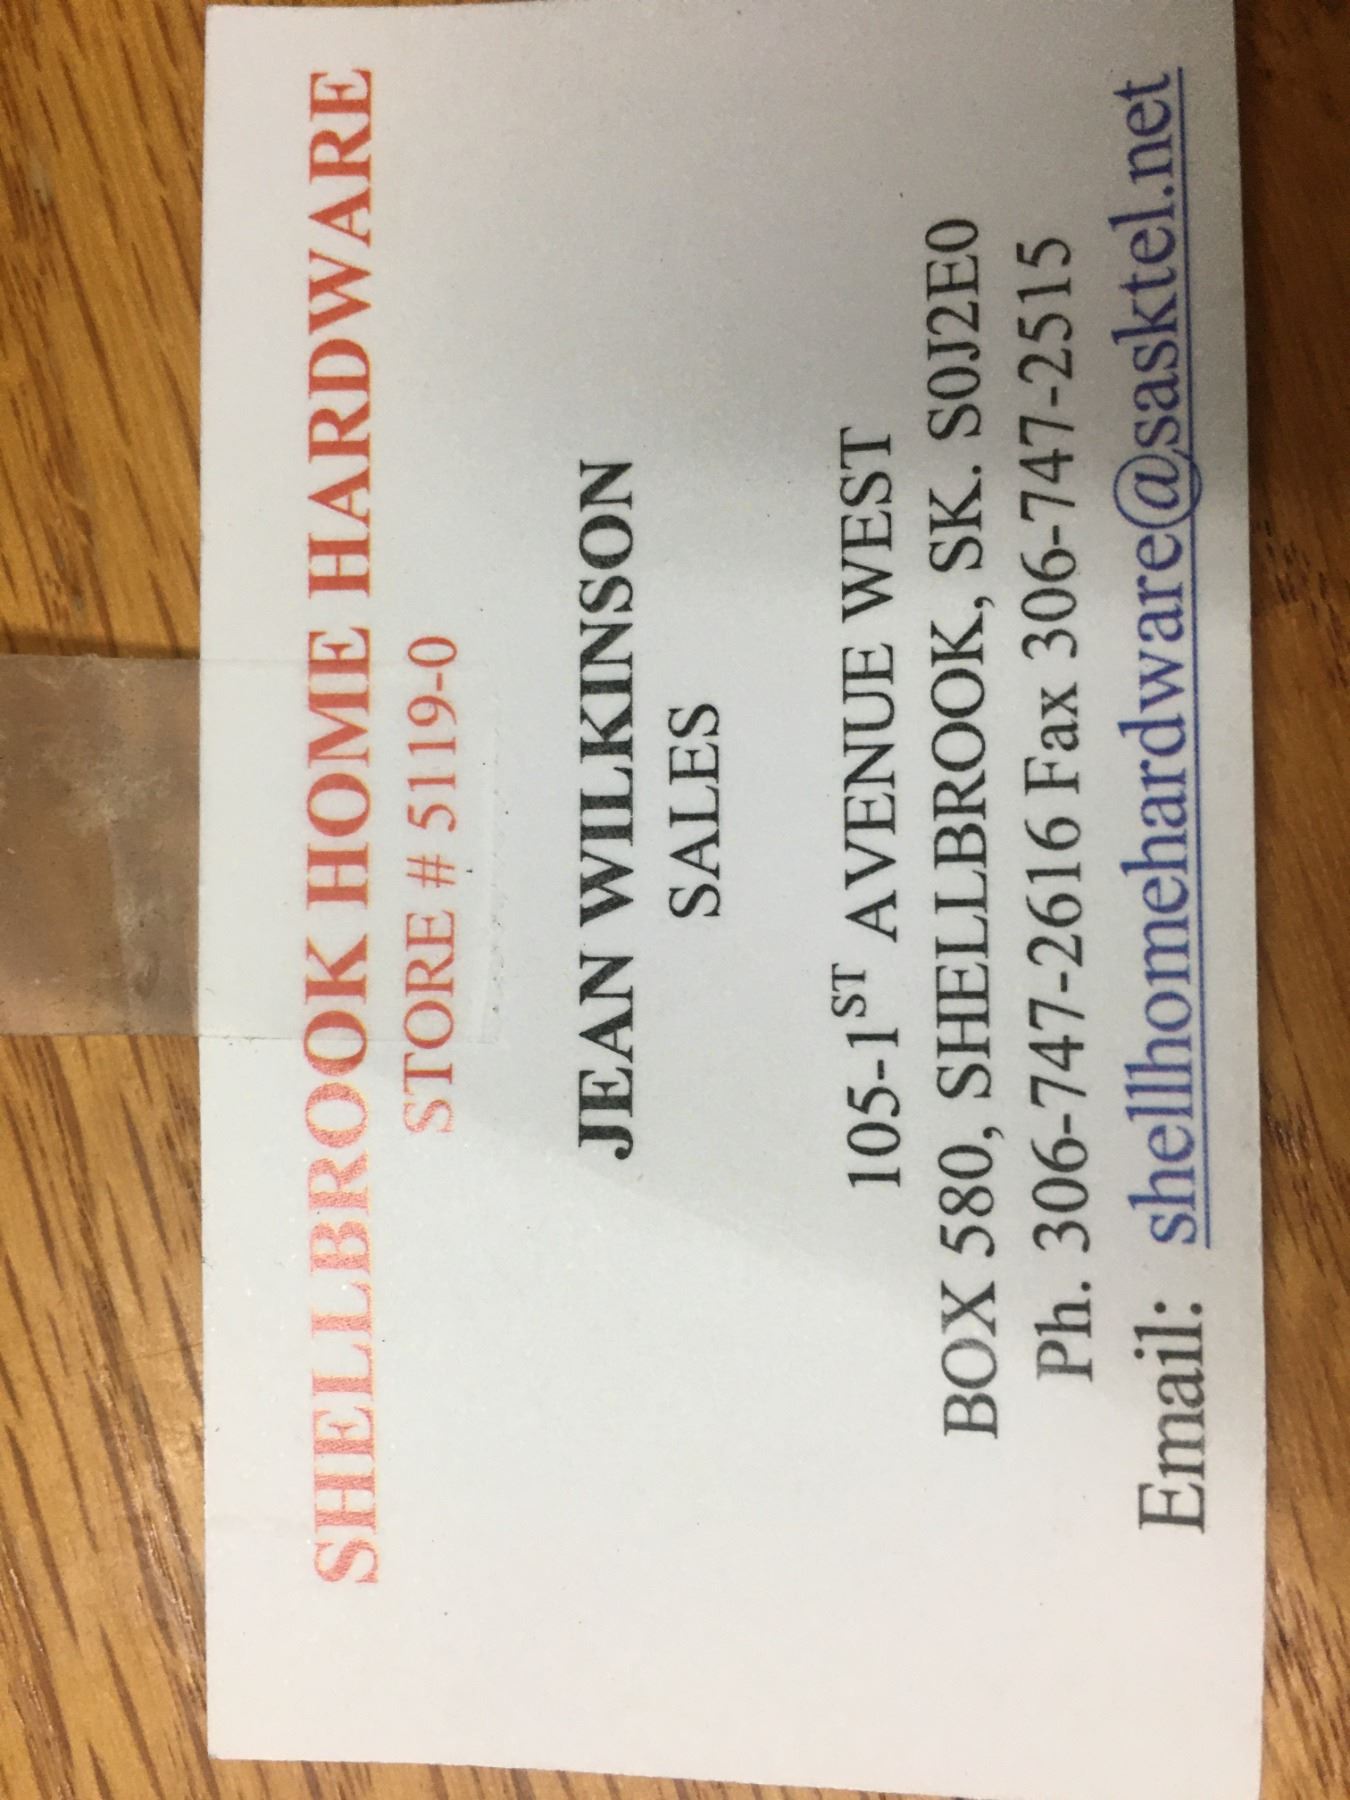 SHELLBROOK HOME HARDWARE
STORE # 5119-0
JEAN WILKINSON
SALES
105-1ST AVENUE WEST
BOX 580, SHELLBROOK, SK. S0J2E0
Ph. 306-747-2616 Fax 306-747-2515
Email: shellhomehardware@sasktel.net